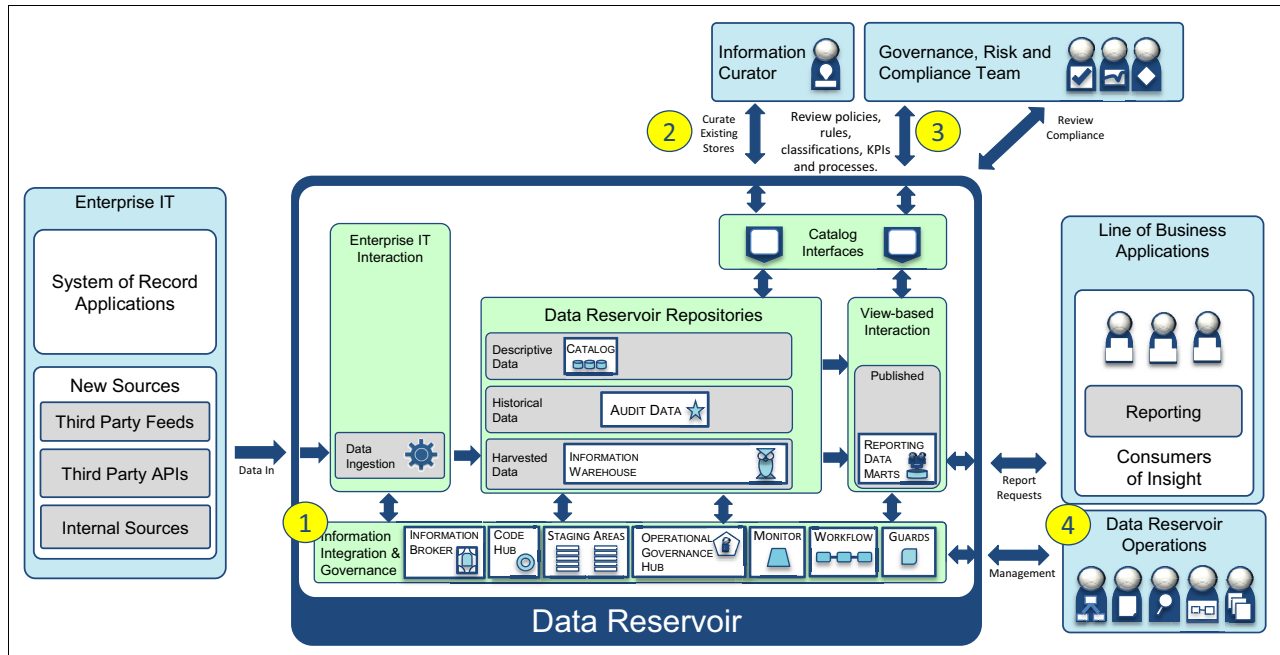 Information
Curator
Governance, Risk and
Compliance Team
2
Curate
Existing
Stores
Review policies,
rules,
classifications, KPIs
and processes.
3
Review
Compliance
Enterprise IT
System of Record
Applications
New Sources
Third Party Feeds
Third Party APIs
Internal Sources
Data In
Enterprise IT
Interaction
Data
Ingestion
Catalog
Interfaces
Data Reservoir Repositories
Descriptive
Data
CATALOG
Historical
Data
AUDIT DATA
Harvested
Data
INFORMATION
WAREHOUSE
View-based
Interaction
Published
REPORTING
DATA
MARTS
Line of Business
Applications
Reporting
Consumers
of Insight
Report
Requests
1
Information
Integration &
Governance
INFORMATION
BROKER
CODE
HUB
STAGING AREAS
OPERATIONAL
GOVERNANCE
HUB
MONITOR
WORKFLOW
GUARDS
Management
4
Data Reservoir
Operations
Data Reservoir